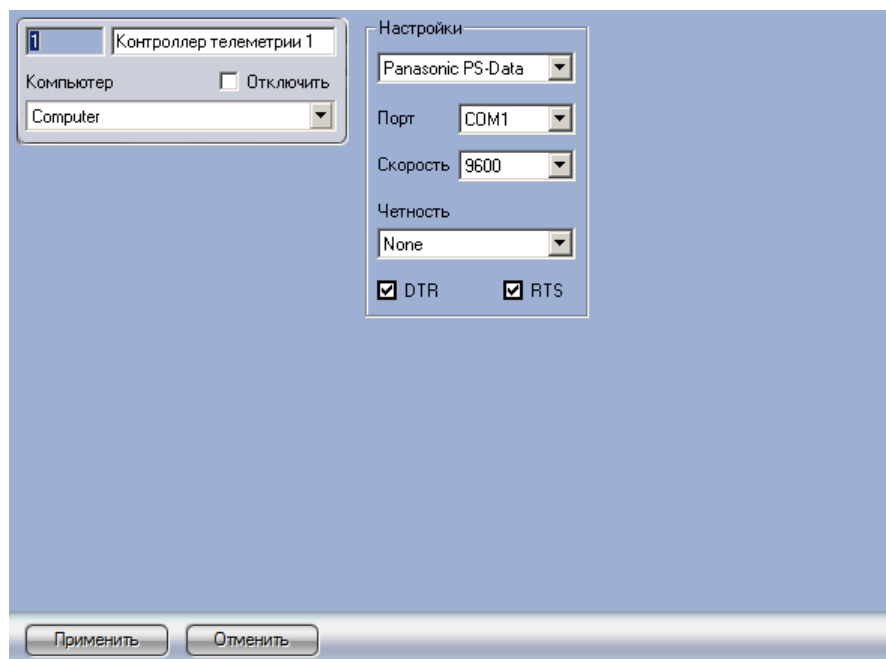 1
Контроллер телеметрии 1
Компьютер
Отключить
Computer
Настройки
Panasonic PS-Data
Порт
COM1
Скорость
9600
Четность
None
DTR
RTS
Применить
Отменить